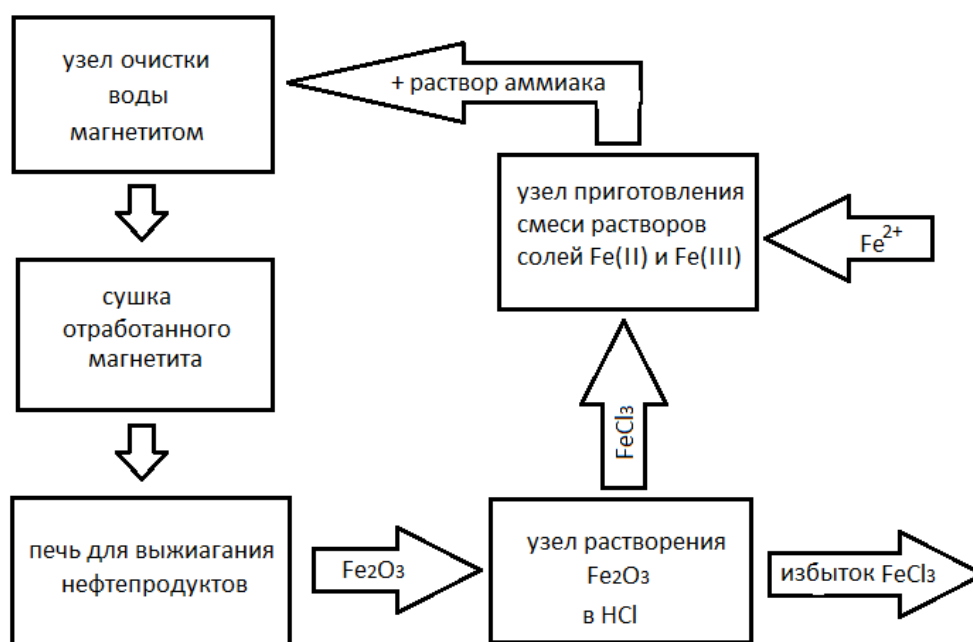 узел очистки
воды
магнетитом
+ раствор аммиака
узел приготовления
смеси растворов
солей Fe(II) и Fe(III)
Fe2+
сушка
отработанного
магнетита
FeCl3
печь для выжиагания
нефтепродуктов
Fe2O3
узел растворения
Fe2O3
в HCl
избыток FeCl3